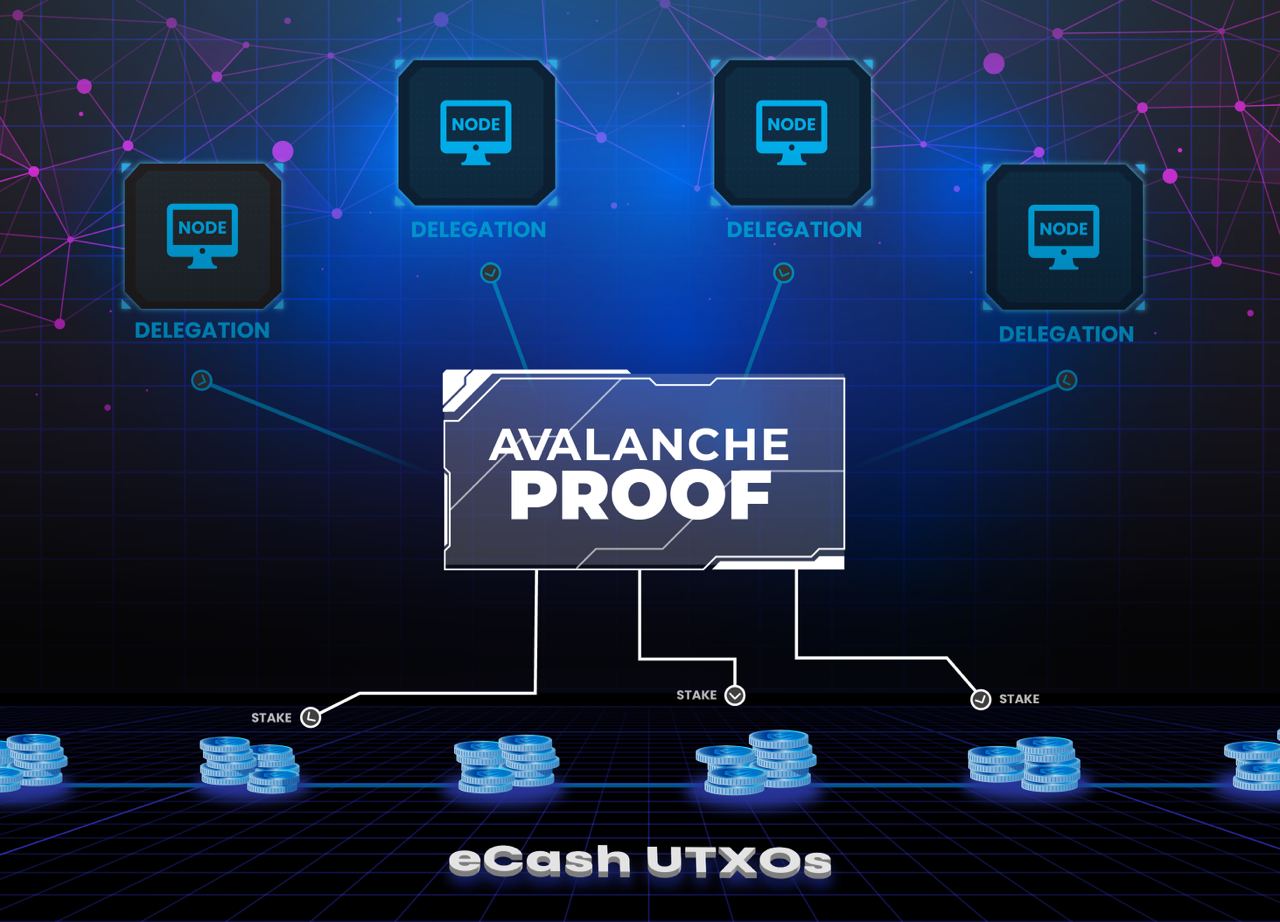 NODE
NODE
NODE
NODE
DELEGATION
DELEGATION
DELEGATION
DELEGATION
AVALANCHE
PROOF
STAKE
STAKE
STAKE
eCash UTXOs